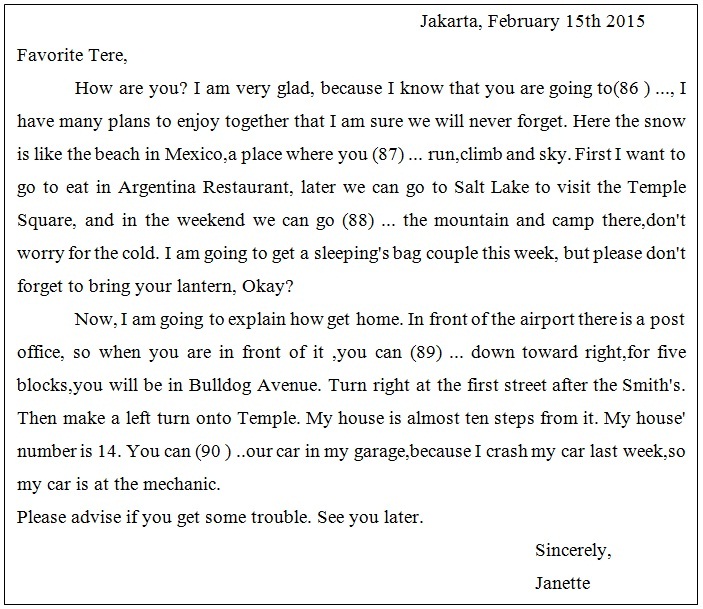 Jakarta, February 15th 2015
Favorite Tere,
How are you? I am very glad, because I know that you are going to(86 ) ..., I
have many plans to enjoy together that I am sure we will never forget. Here the snow
is like the beach in Mexico,a place where you (87) ... run,climb and sky. First I want to
go to eat in Argentina Restaurant, later we can go to Salt Lake to visit the Temple
Square, and in the weekend we can go (88) ... the mountain and camp there,don't
worry for the cold. I am going to get a sleeping's bag couple this week, but please don't
forget to bring your lantern, Okay?
Now, I am going to explain how get home. In front of the airport there is a post
office, so when you are in front of it ,you can (89) ... down toward right,for five
blocks,you will be in Bulldog Avenue. Turn right at the first street after the Smith's.
Then make a left turn onto Temple. My house is almost ten steps from it. My house'
number is 14. You can (90 ) ..our car in my garage,because I crash my car last week,so
my car is at the mechanic.
Please advise if you get some trouble. See you later.
Sincerely,
Janette